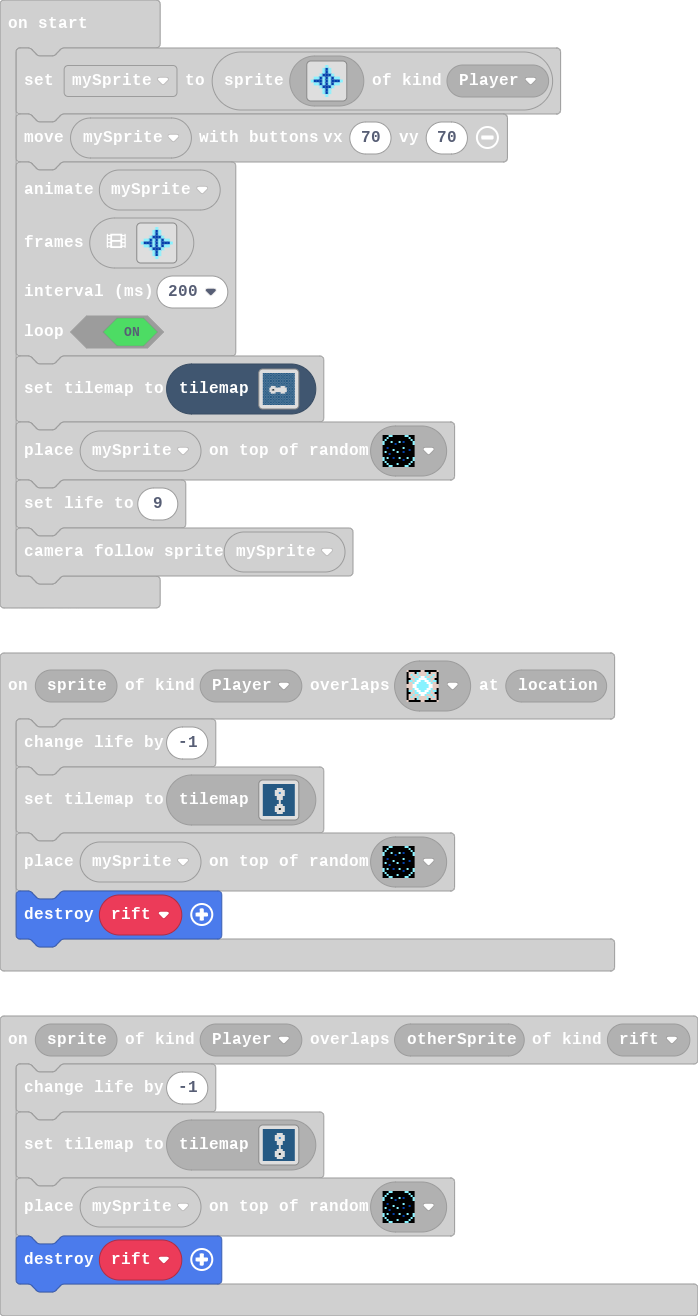 on start
set mySprite to sprite of kind Player
move mySprite with buttons vx 70 vy 70
animate mySprite
frames
interval (ms) 200
loop ON
set tilemap to tilemap
place mySprite on top of random
set life to 9
camera follow sprite mySprite
on sprite of kind Player overlaps at location
change life by -1
set tilemap to tilemap
place mySprite on top of random
destroy rift
on sprite of kind Player overlaps otherSprite of kind rift
change life by -1
set tilemap to tilemap
place mySprite on top of random
destroy rift